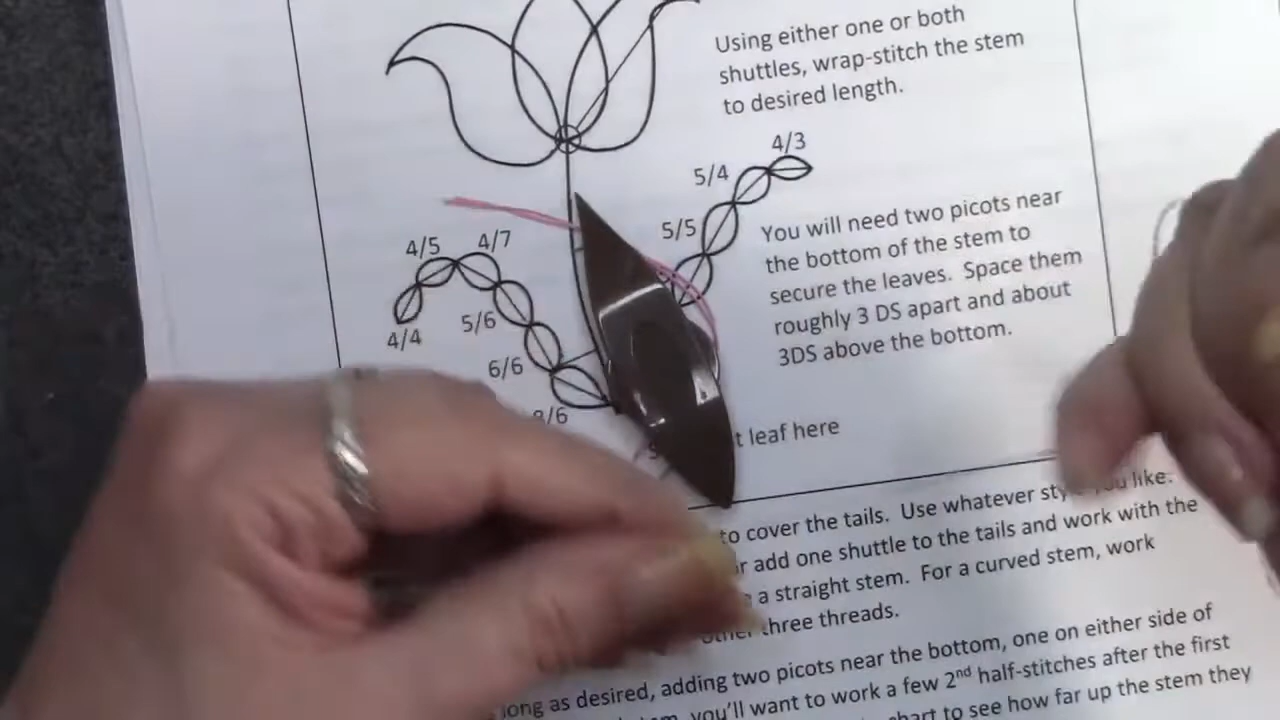 Using either one or both
shuttles, wrap-stitch the stem
to desired length.
4/3
5/4
5/5
4/5
4/7
4/4
5/6
6/6
/6
You will need two picots near
the bottom of the stem to
secure the leaves. Space them
roughly 3 DS apart and about
3DS above the bottom.
t leaf here
to cover the tails. Use whatever you like.
add one shuttle to the tails and work with the
a straight stem. For a curved stem, work
other three threads.
long as desired, adding two picots near the bottom, one on either side of
you'll want to work a few 2nd half-stitches after the first
chart to see how far up the stem they